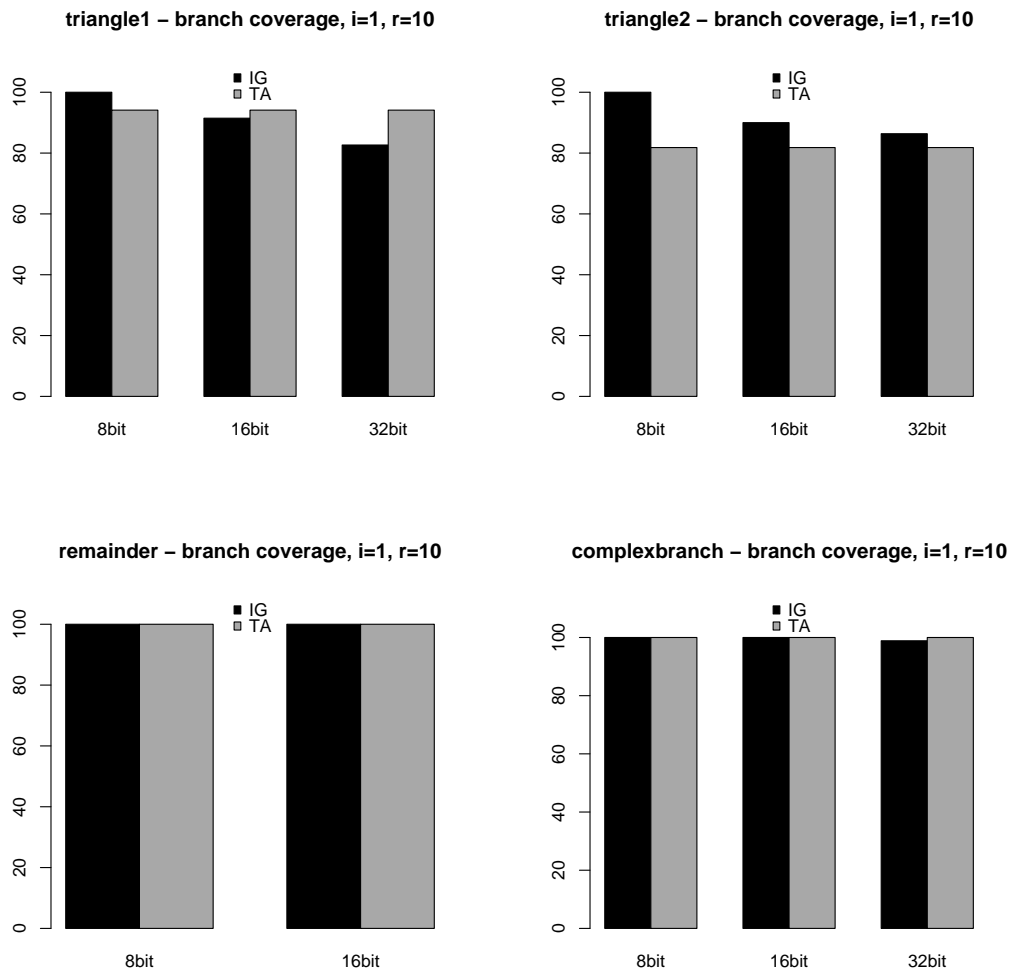 triangle1 – branch coverage, i=1, r=10
IG
TA
100
80
60
40
20
0
8bit 16bit 32bit
triangle2 – branch coverage, i=1, r=10
IG
TA
100
80
60
40
20
0
8bit 16bit 32bit
remainder – branch coverage, i=1, r=10
IG
TA
100
80
60
40
20
0
8bit 16bit
complexbranch – branch coverage, i=1, r=10
IG
TA
100
80
60
40
20
0
8bit 16bit 32bit